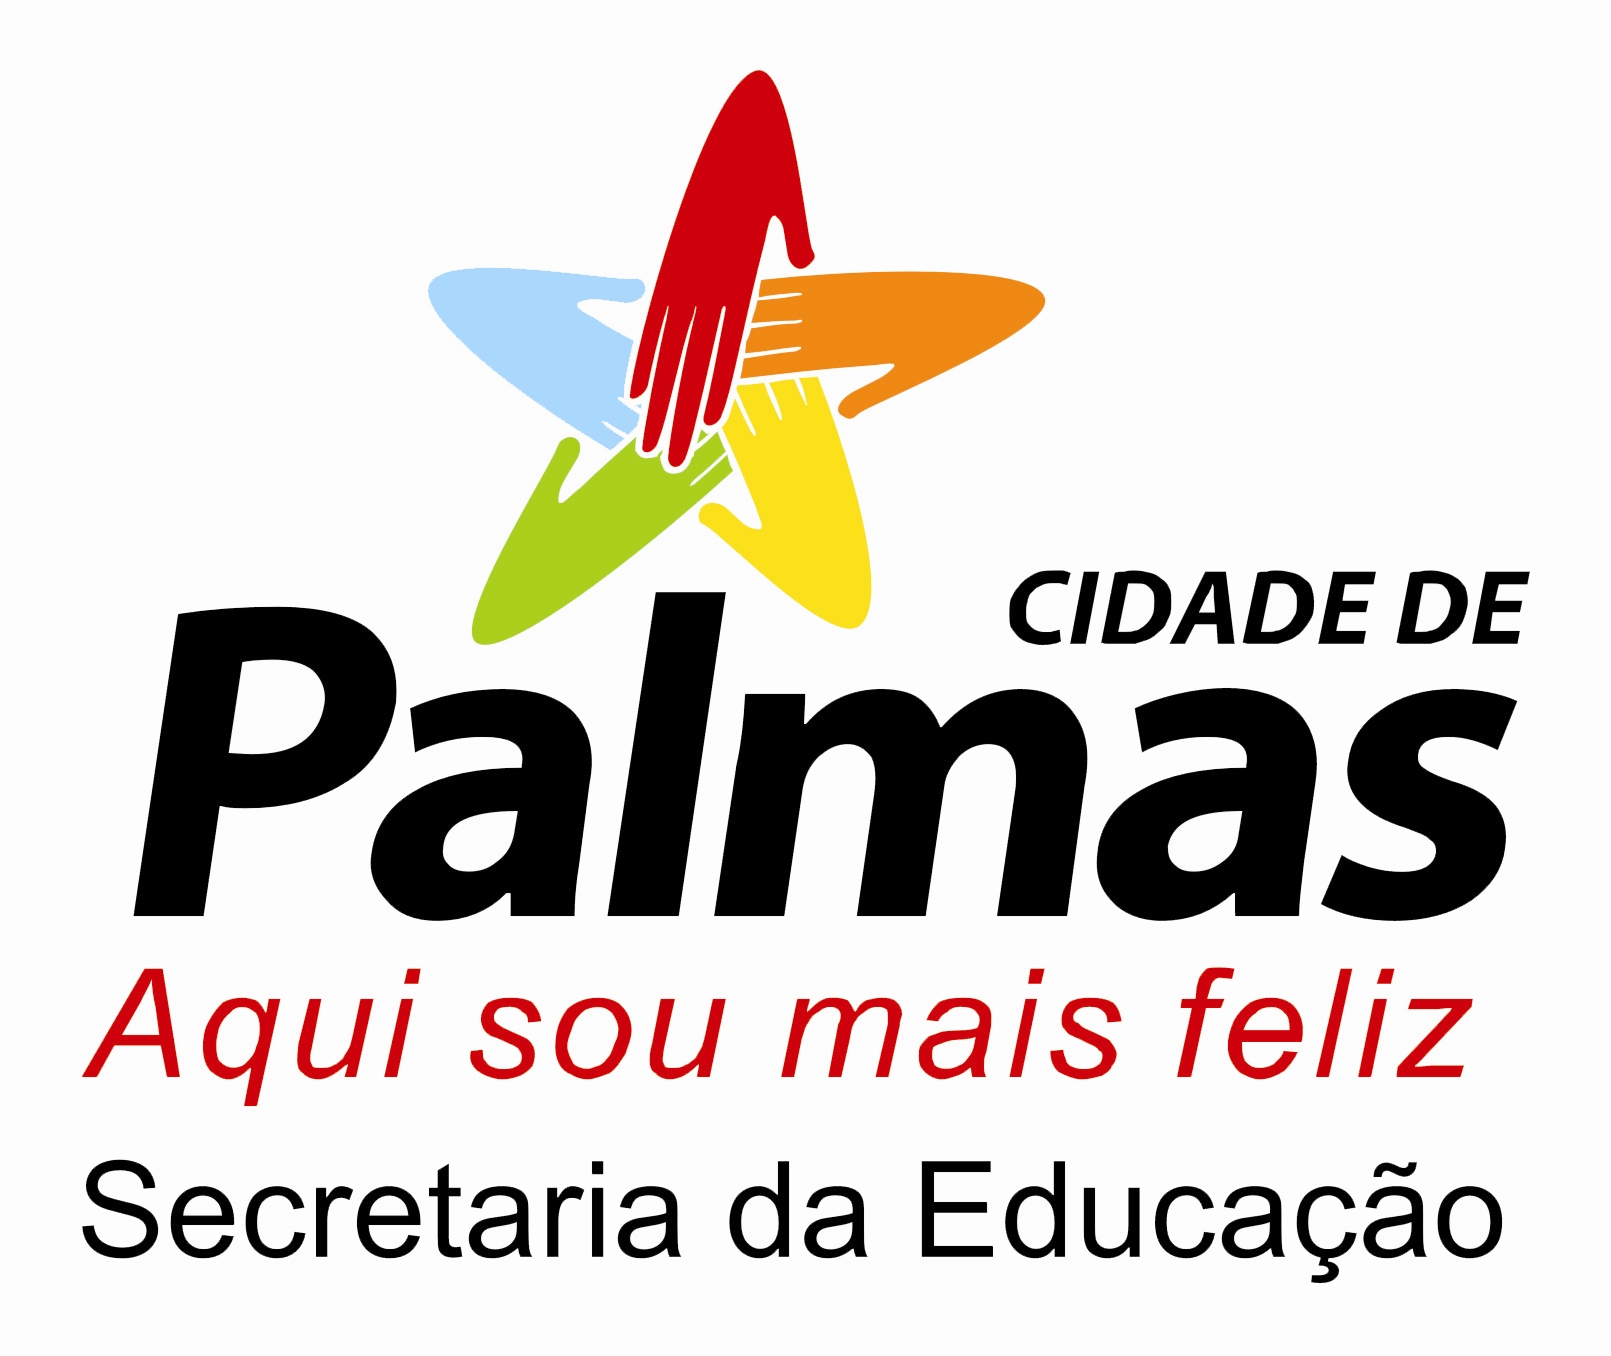 CIDADE DE
Palmas
Aqui sou mais feliz
Secretaria da Educação